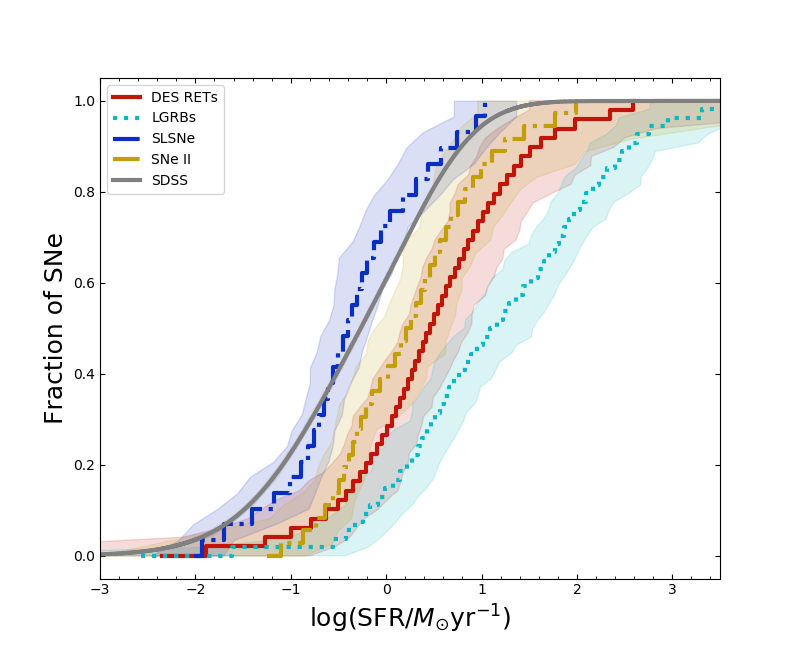 DES RETs
LGRBs
SLSNe
SNe II
SDSS
1.0
0.8
0.6
0.4
0.2
0.0
Fraction of SNe
−3
−2
−1
0
1
2
3
log(SFR/M⊙yr⁻¹)